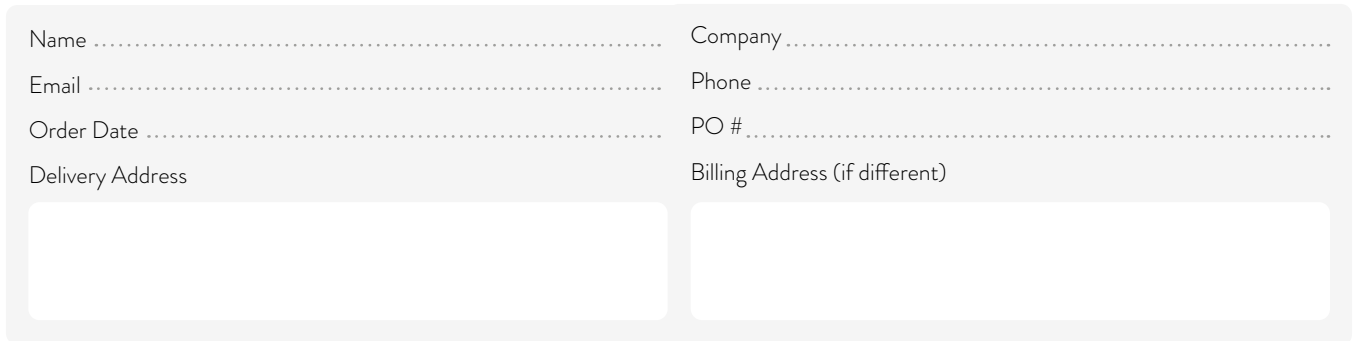 Name
Email
Order Date
Delivery Address
Company
Phone
PO #
Billing Address (if different)